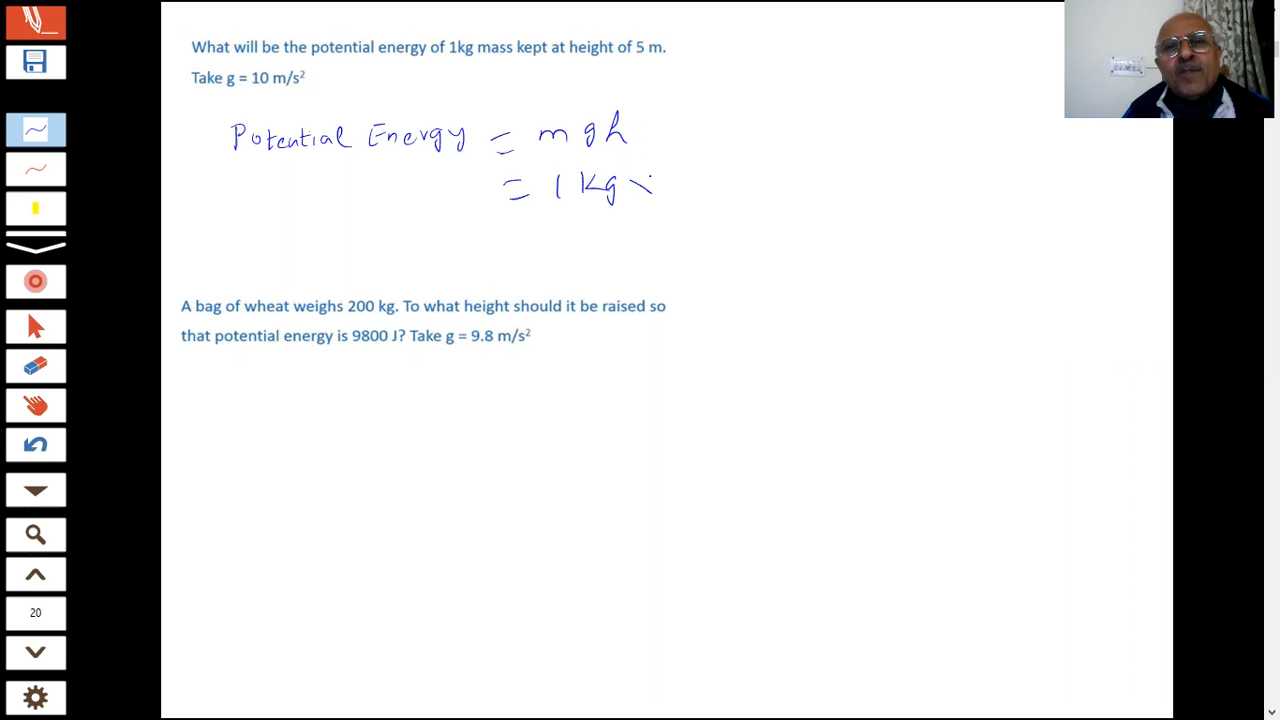 What will be the potential energy of 1kg mass kept at height of 5 m.
Take g = 10 m/s²
Potential Energy = mgh
= 1 kg ×
A bag of wheat weighs 200 kg. To what height should it be raised so
that potential energy is 9800 J? Take g = 9.8 m/s²
20